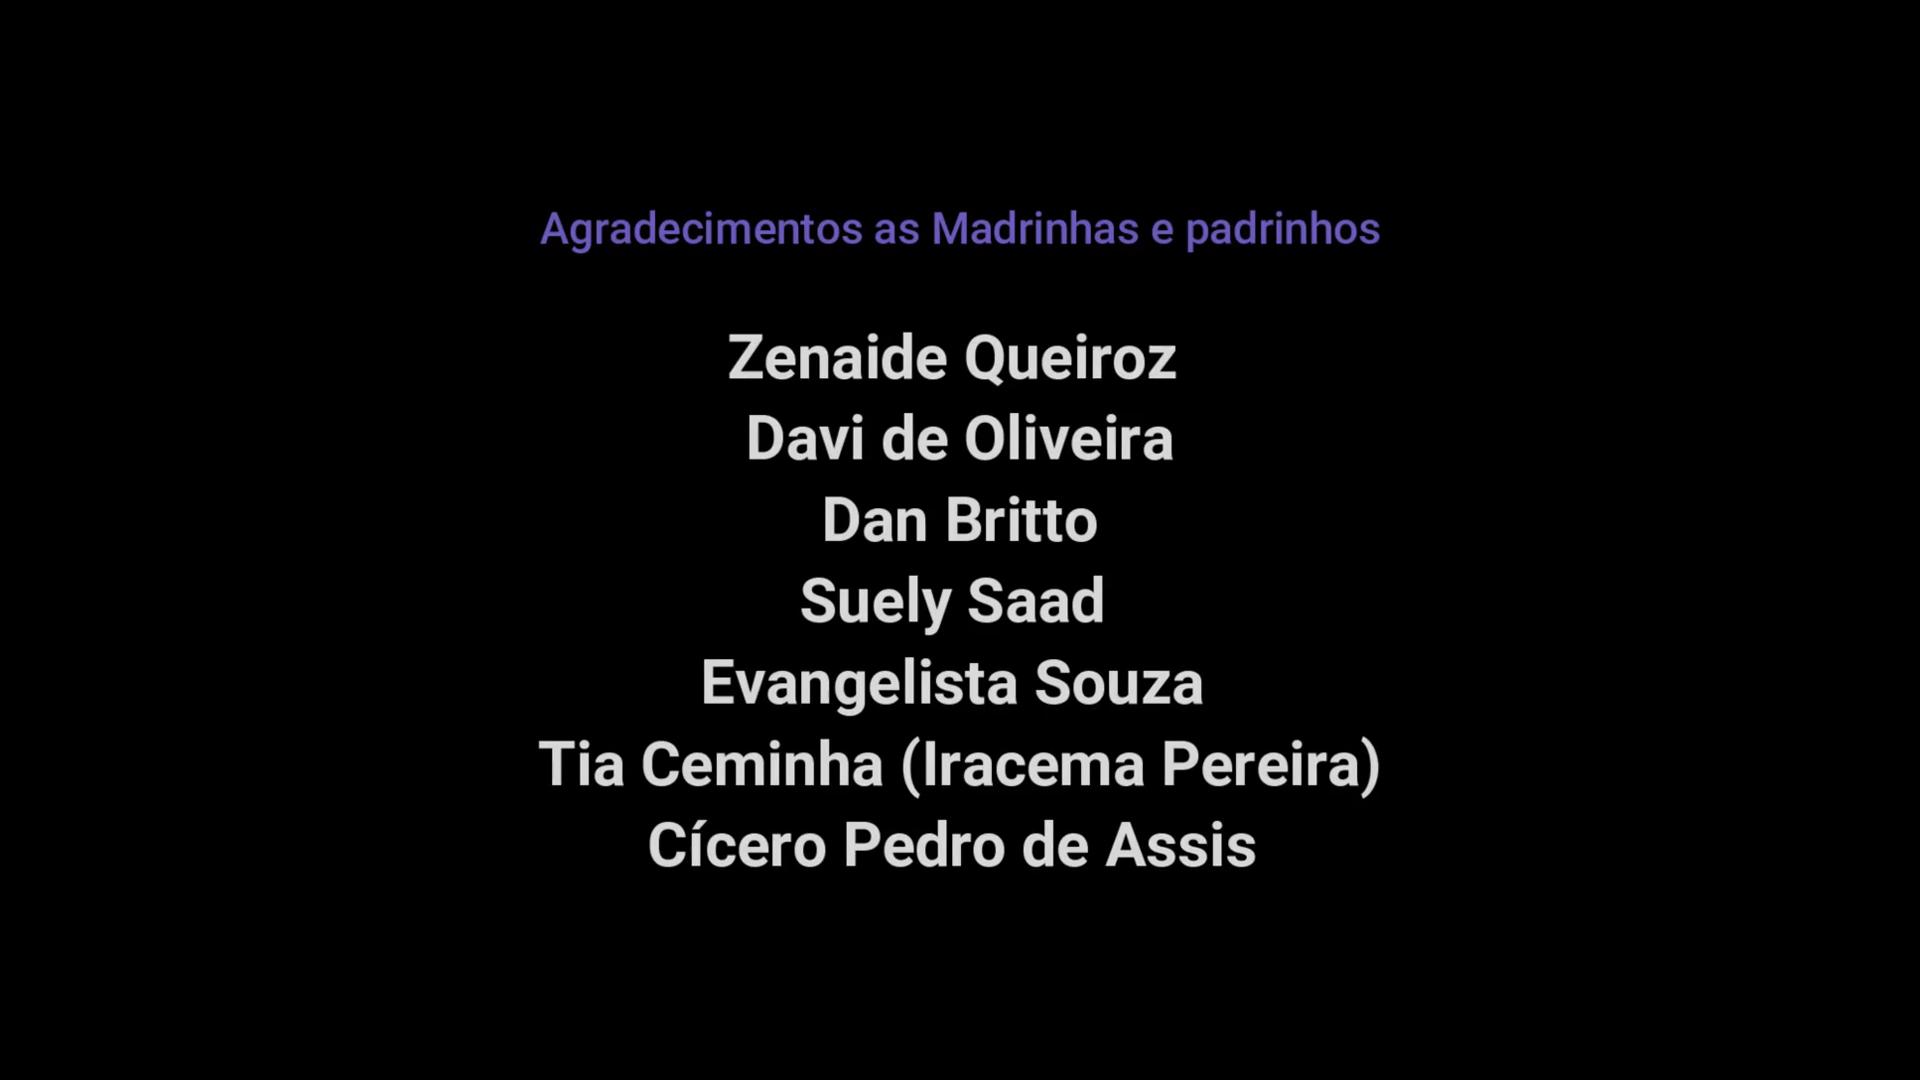 Agradecimentos as Madrinhas e padrinhos
Zenaide Queiroz
Davi de Oliveira
Dan Britto
Suely Saad
Evangelista Souza
Tia Ceminha (Iracema Pereira)
Cícero Pedro de Assis